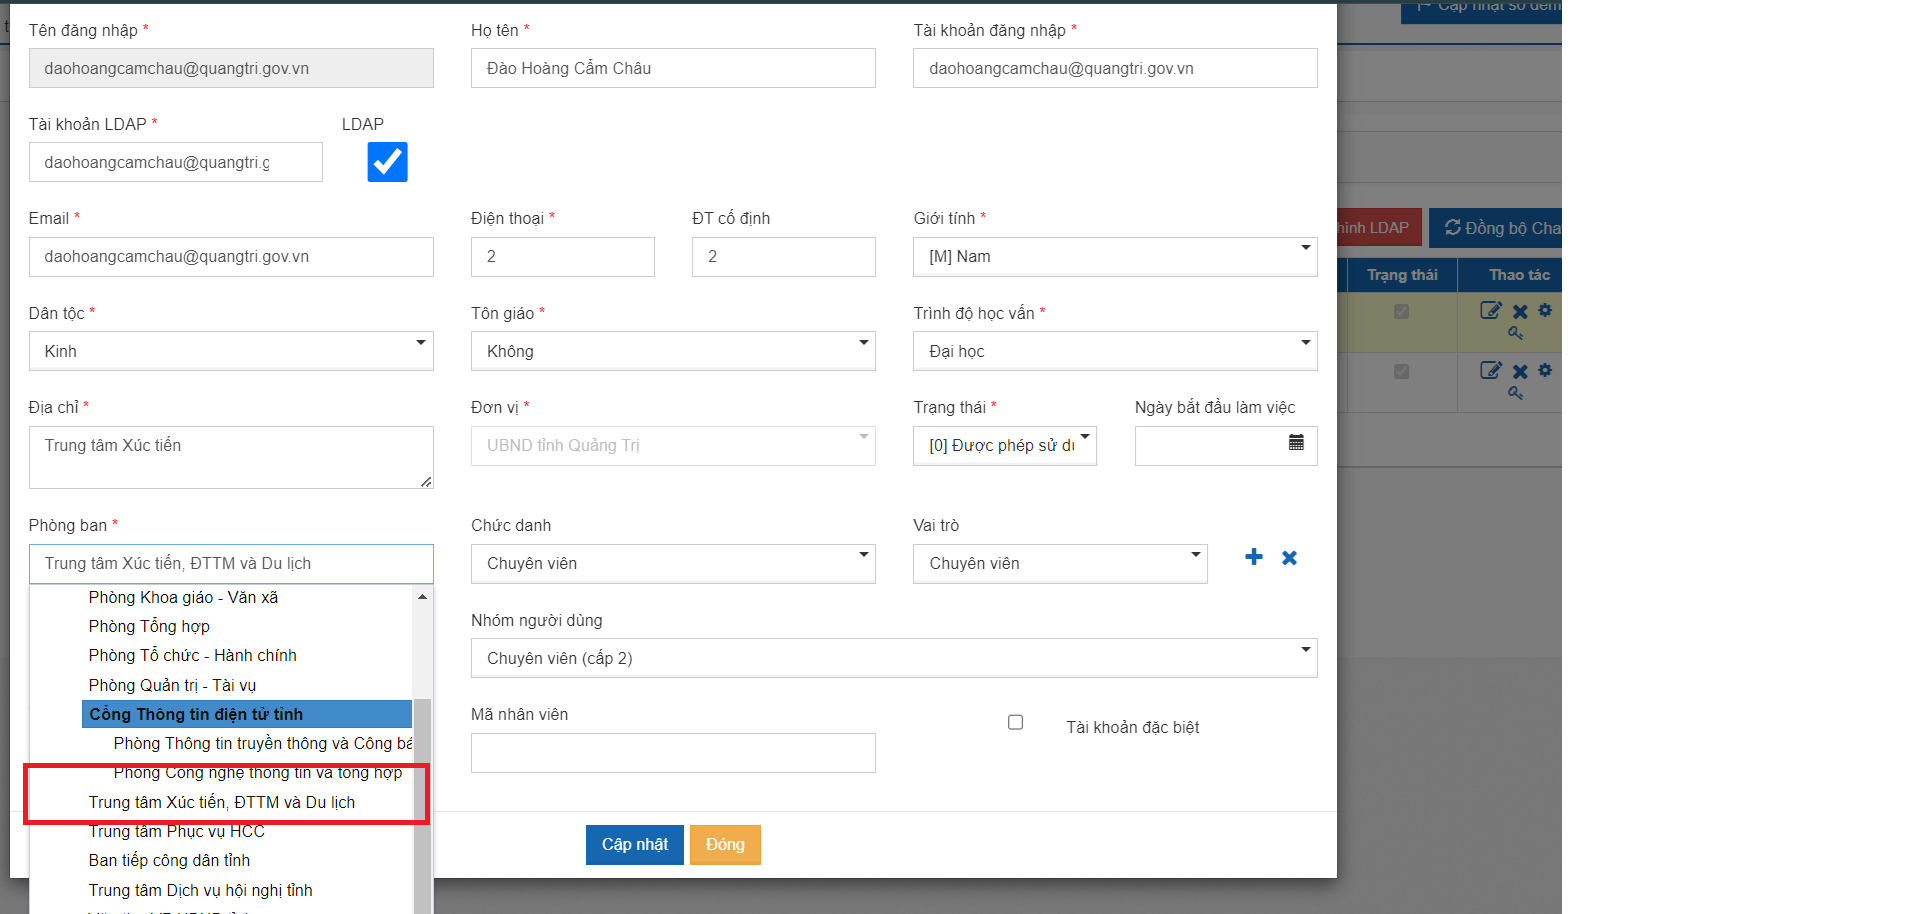 Cập nhật số đếm
Tên đăng nhập *
Họ tên *
Tài khoản đăng nhập *
daohoangcamchau@quangtri.gov.vn
Đào Hoàng Cẩm Châu
daohoangcamchau@quangtri.gov.vn
Tài khoản LDAP *
LDAP
daohoangcamchau@quangtri.g
Email *
Điện thoại *
ĐT cố định
Giới tính *
hình LDAP
Đồng bộ Cha
daohoangcamchau@quangtri.gov.vn
2
2
[M] Nam
Trạng thái
Thao tác
Dân tộc *
Tôn giáo *
Trình độ học vấn *
Kinh
Không
Đại học
Địa chỉ *
Đơn vị *
Trạng thái *
Ngày bắt đầu làm việc
Trung tâm Xúc tiến
UBND tỉnh Quảng Trị
[0] Được phép sử dụ
Phòng ban *
Chức danh
Vai trò
Trung tâm Xúc tiến, ĐTTM và Du lịch
Chuyên viên
Chuyên viên
Phòng Khoa giáo - Văn xã
Phòng Tổng hợp
Phòng Tổ chức - Hành chính
Phòng Quản trị - Tài vụ
Cổng Thông tin điện tử tỉnh
Phòng Thông tin truyền thông và Công bá
Phòng Công nghệ thông tin và tổng hợp
Trung tâm Xúc tiến, ĐTTM và Du lịch
Trung tâm Phục vụ HCC
Ban tiếp công dân tỉnh
Trung tâm Dịch vụ hội nghị tỉnh
Nhóm người dùng
Chuyên viên (cấp 2)
Mã nhân viên
Tài khoản đặc biệt
Cập nhật
Đóng